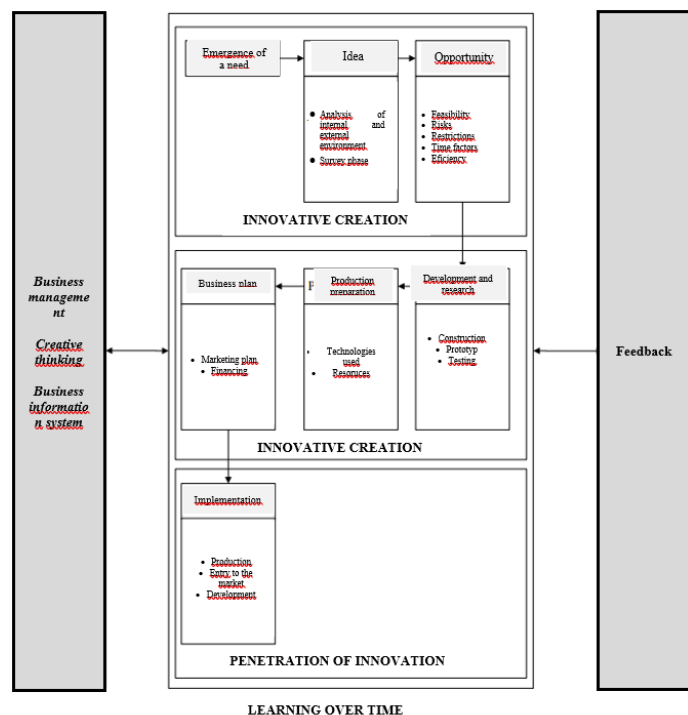 Business
manageme
nt
Creative
thinking
Business
informatio
n system
Emergence of
a need
Idea
Analysis of
internal and
external
environment
Survey phase
Opportunity
Feasibility
Risks
Restrictions
Time factors
Eficiency
INNOVATIVE CREATION
Business plan
Marketing plan
Financing
Production
preparation
Technologies
used
Resoruces
Development and
research
Construction
Prototyp
Testing
INNOVATIVE CREATION
Implementation
Production
Entry to the
market
Development
PENETRATION OF INNOVATION
Feedback
LEARNING OVER TIME